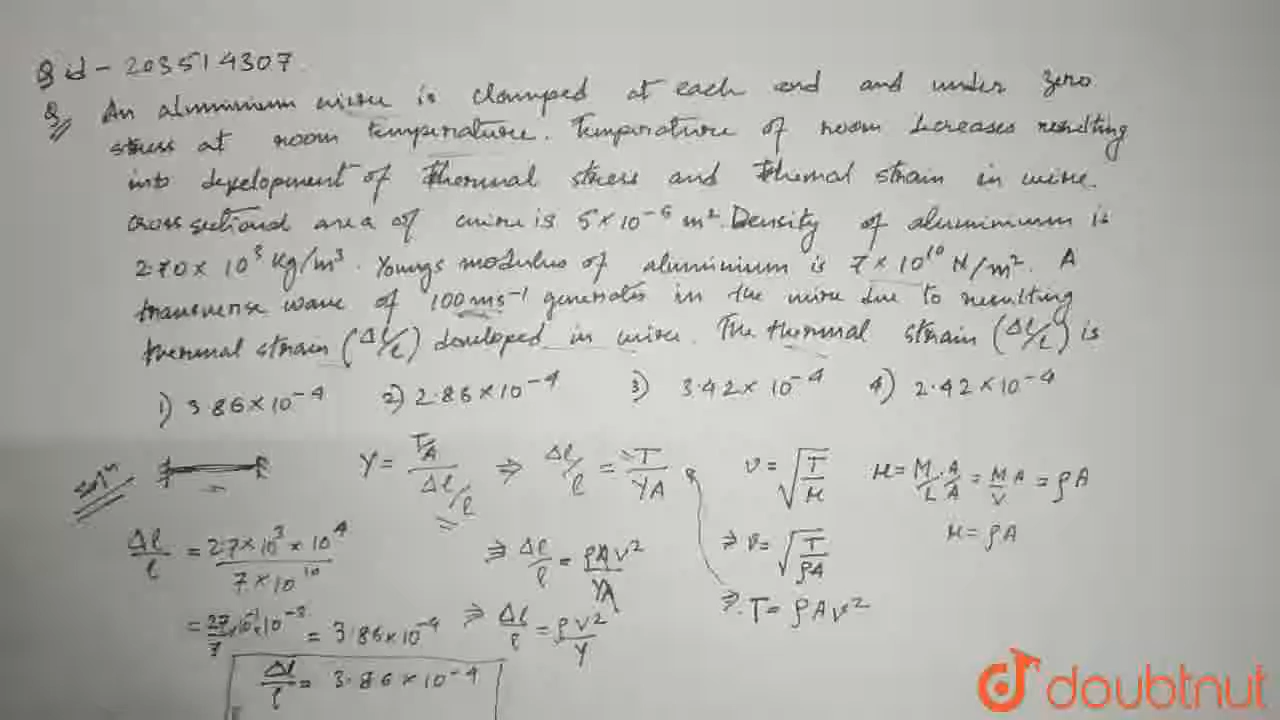 Q id - 203514307
Q An aluminium wire is clamped at each end and under zero
stress at room temperature. Temperature of room decreases resulting
into development of thermal stress and thermal strain in wire.
cross sectional area of wire is 5×10⁻⁶ m². Density of aluminium is
2.70× 10³ Kg/m³. Youngs modulus of aluminium is 7×10¹⁰ N/m². A
transverse wave of 100 ms⁻¹ generates in the wire due to resulting
thermal strain (Δl/l) developed in wire. The thermal strain (Δl/l) is
1) 3.86×10⁻⁴ 2) 2.86×10⁻⁴ 3) 3.42×10⁻⁴ 4) 2.42×10⁻⁴
Solⁿ Y = (T/A)/(Δl/l) ⇒ Δl/l = T/YA v = √(T/μ) μ = M/L · A/A = M/V A = ρA
Δl/l = 2.7×10³×10⁴ / 7×10¹⁰ ⇒ Δl/l = ρAv²/YA ⇒ v = √(T/ρA) μ = ρA
= 27/7 ×10⁻¹×10⁻³ = 3.86×10⁻⁴ ⇒ Δl/l = ρv²/Y ⇒ T = ρAv²
Δl/l = 3.86×10⁻⁴
doubtnut